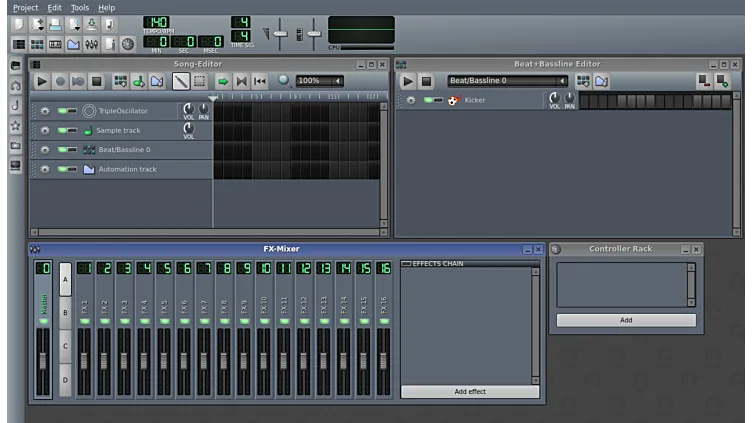 Project Edit Tools Help
140
TEMPO/BPM
0 0 0
MIN SEC MSEC
4
4
TIME SIG
CPU
Song-Editor
100%
TripleOscillator
VOL PAN
Sample track
VOL
Beat/Bassline 0
Automation track
Beat+Bassline Editor
Beat/Bassline 0
Kicker
VOL PAN
FX-Mixer
0 1 2 3 4 5 6 7 8 9 10 11 12 13 14 15 16
Master
A
B
C
D
FX 1
FX 2
FX 3
FX 4
FX 5
FX 6
FX 7
FX 8
FX 9
FX 10
FX 11
FX 12
FX 13
FX 14
FX 15
FX 16
EFFECTS CHAIN
Add effect
Controller Rack
Add